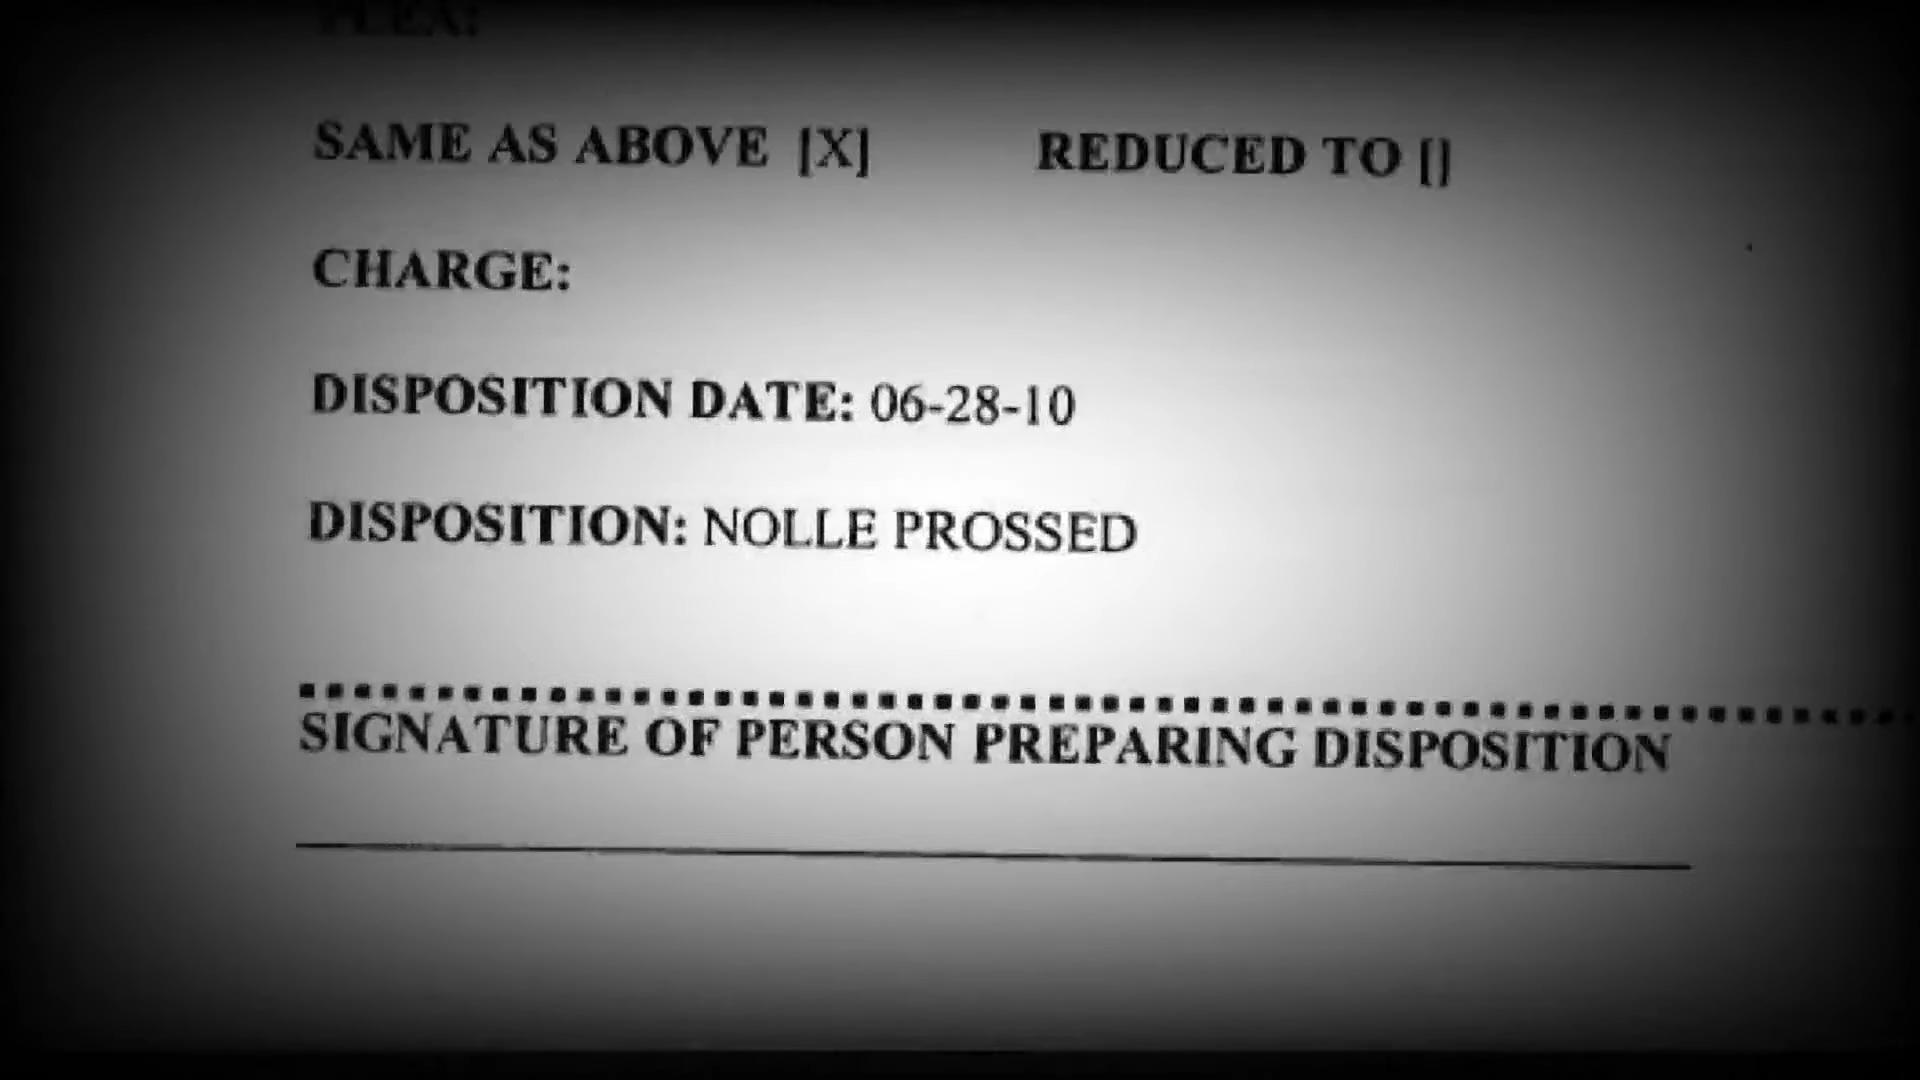 PLEA:
SAME AS ABOVE [X] REDUCED TO []
CHARGE:
DISPOSITION DATE: 06-28-10
DISPOSITION: NOLLE PROSSED
SIGNATURE OF PERSON PREPARING DISPOSITION